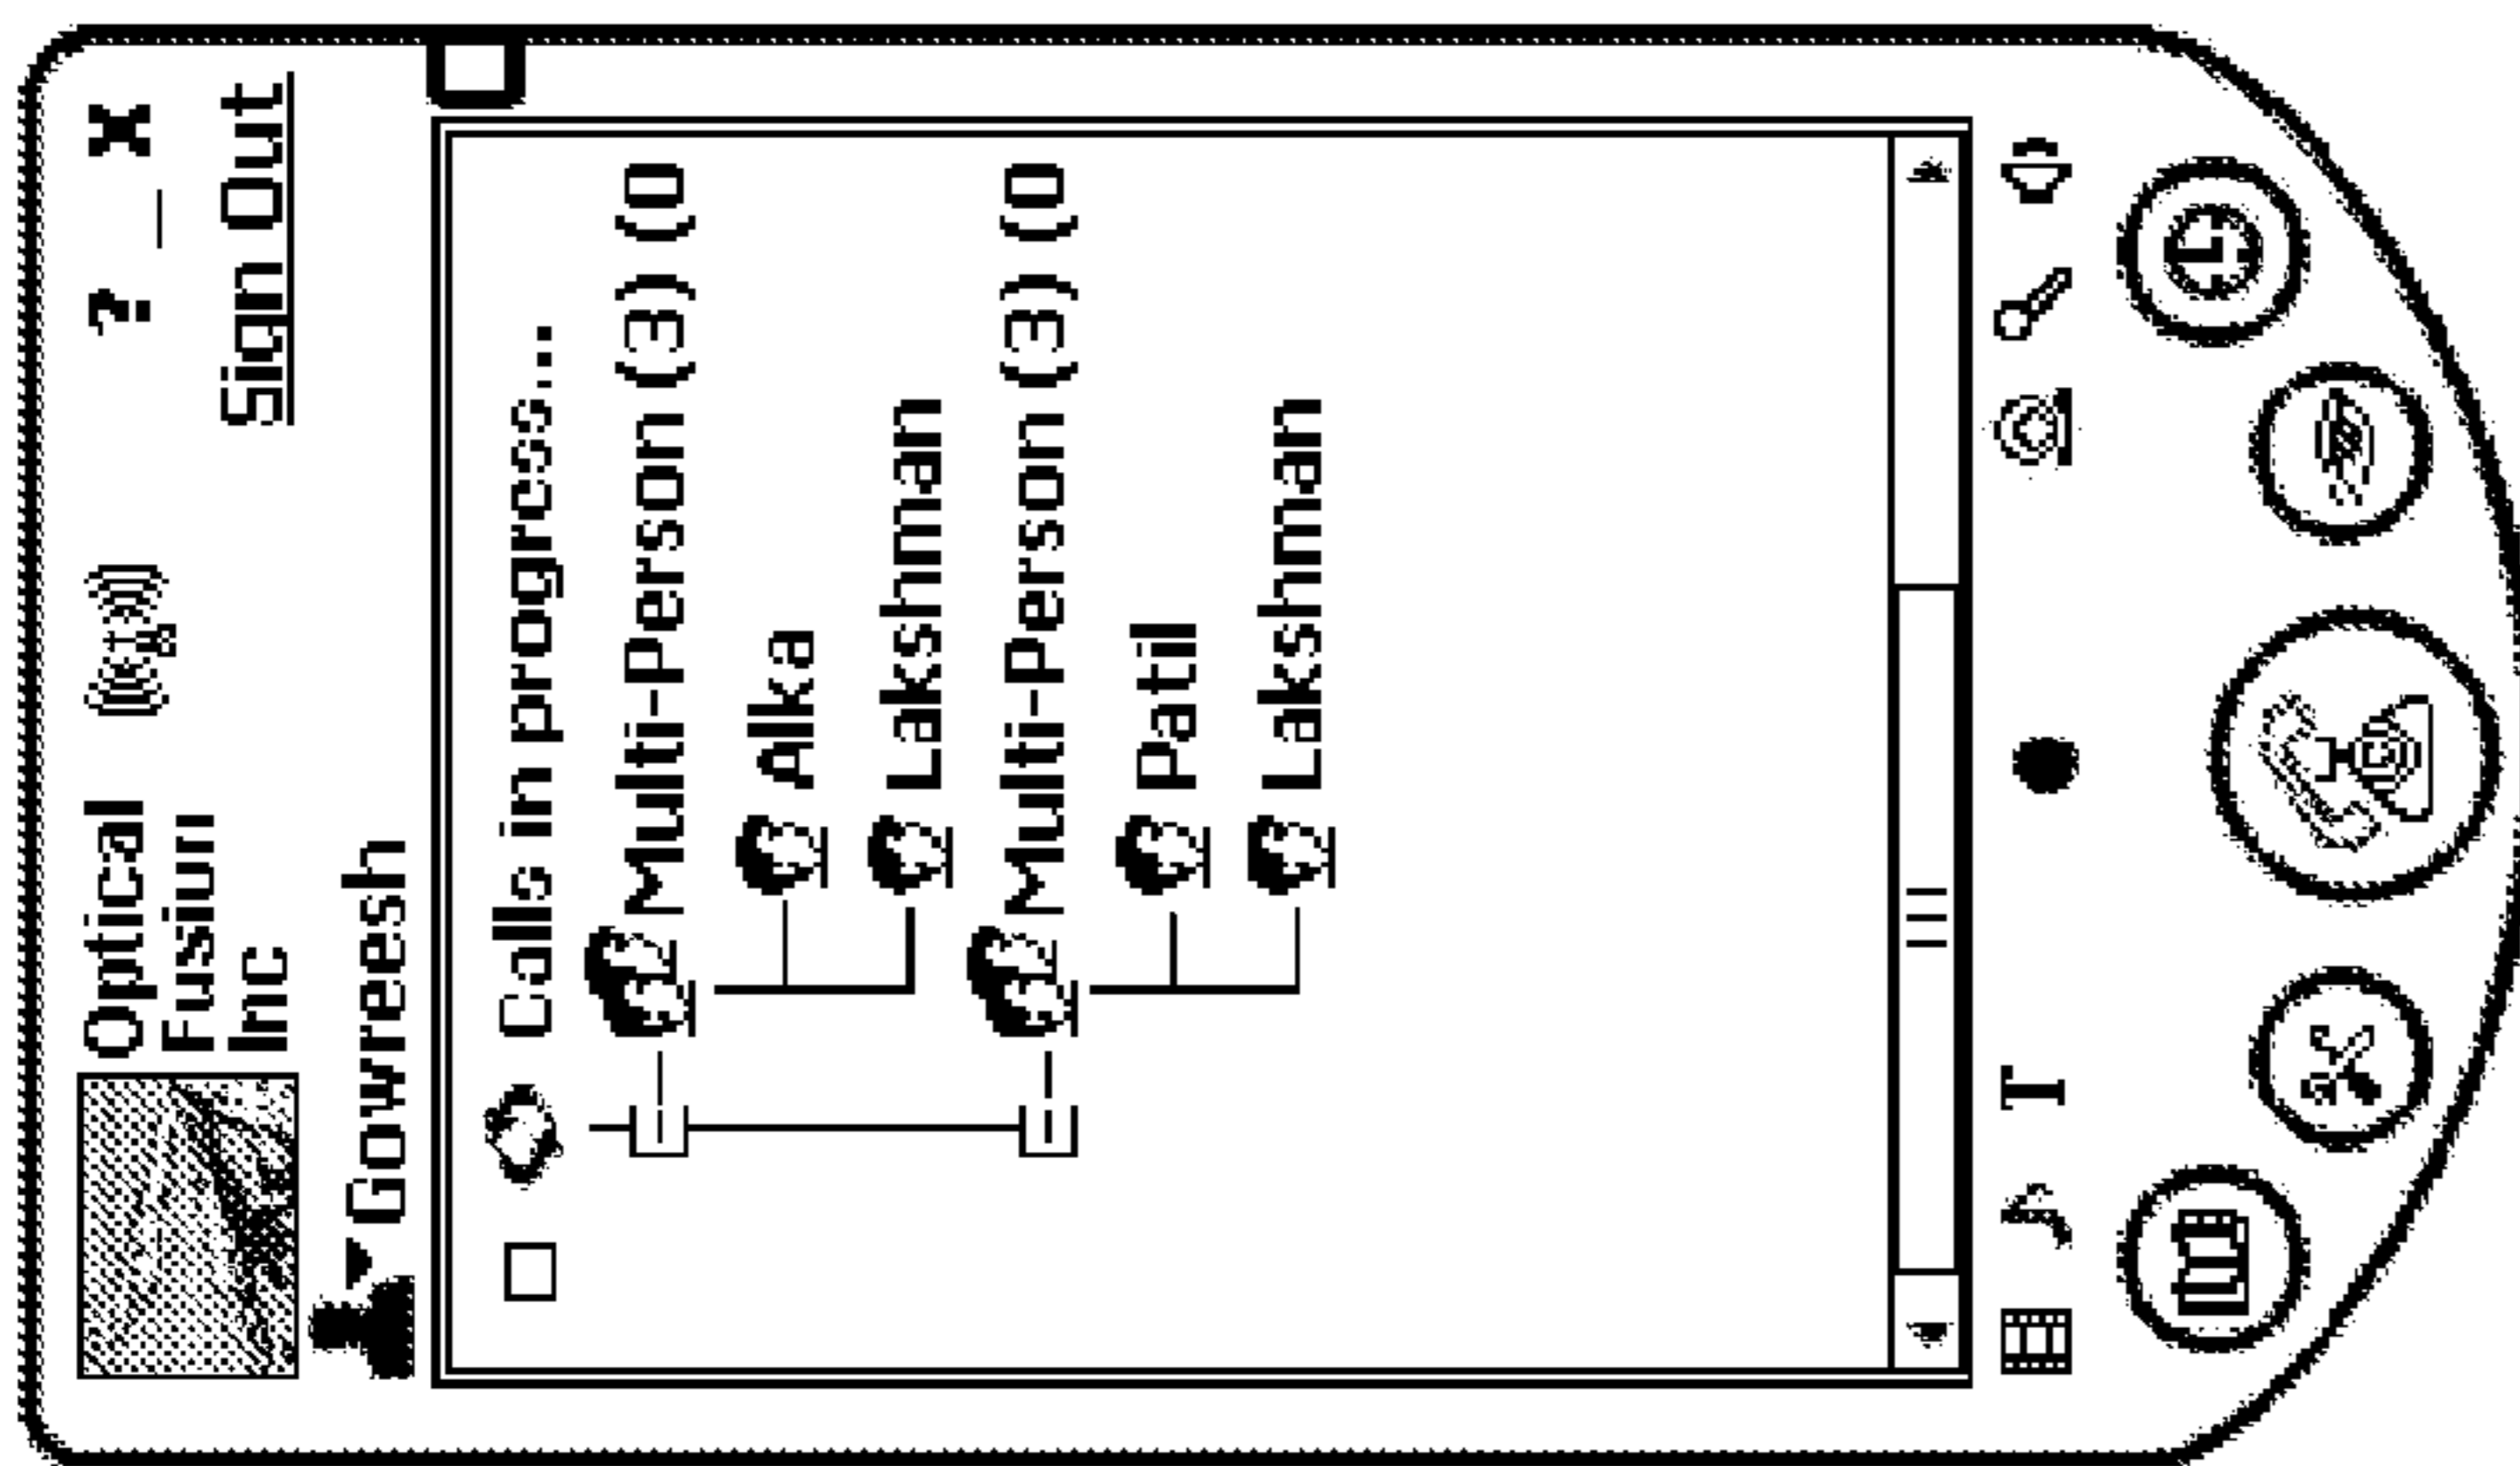 ? _ X
Optical
Fusion
Inc
Sign Out
Gowreesh
Calls in progress...
Multi-Person (3) (0
Alka
Lakshman
Multi-Person (3) (0
Patil
Lakshman
T